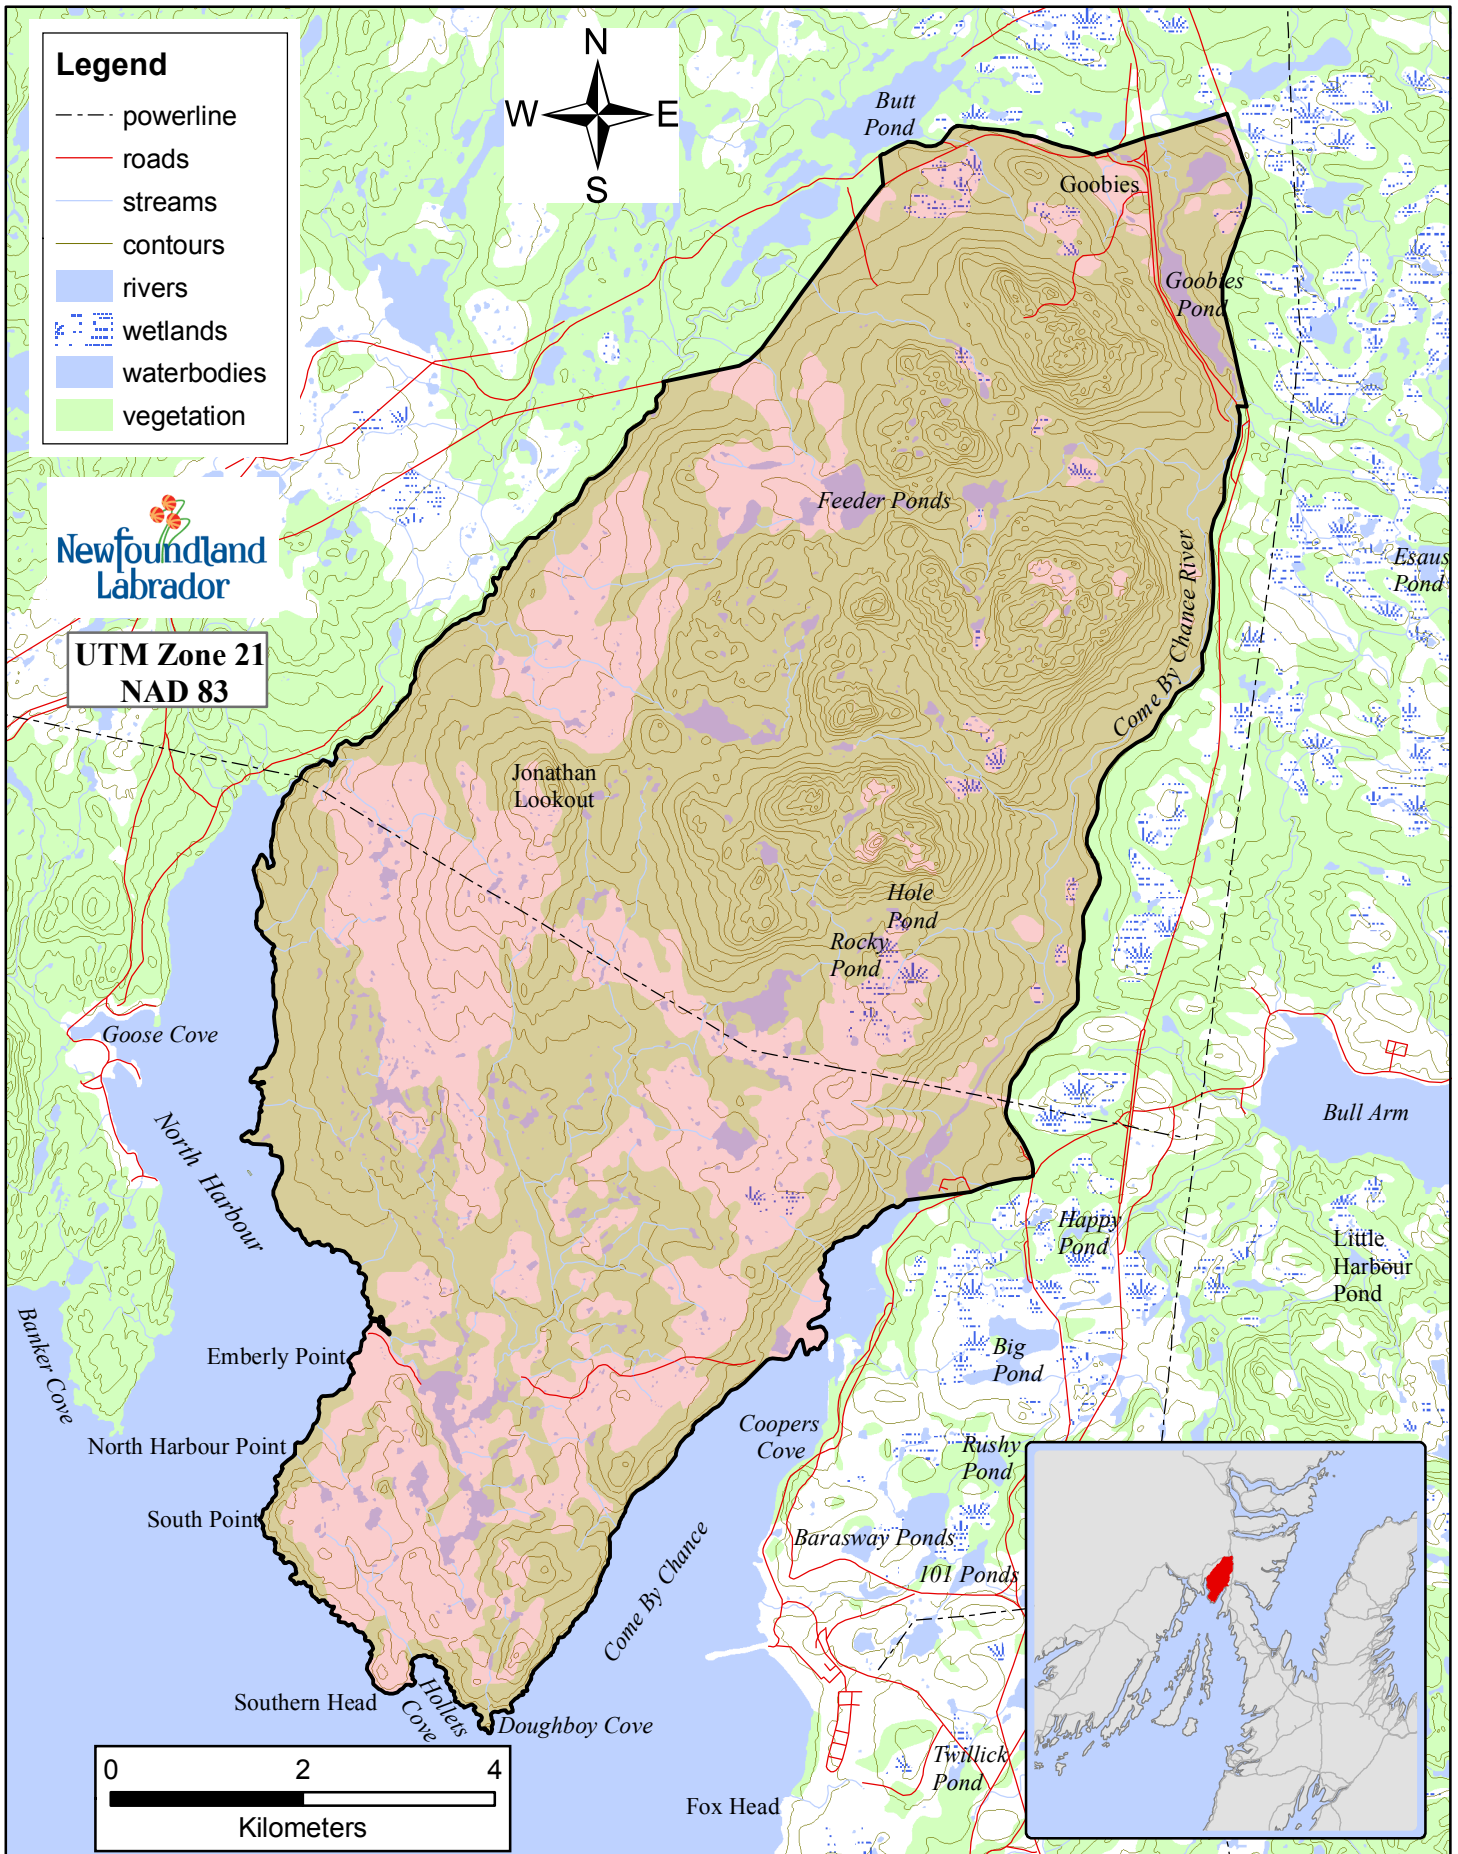 Legend
powerline
roads
streams
contours
rivers
wetlands
waterbodies
vegetation
N
W
E
S
Newfoundland
Labrador
UTM Zone 21
NAD 83
Butt
Pond
Goobies
Goobies
Pond
Feeder Ponds
Esaus
Pond
Come By Chance River
Jonathan
Lookout
Hole
Pond
Rocky
Pond
Goose Cove
North Harbour
Bull Arm
Happy
Pond
Little
Harbour
Pond
Banker Cove
Emberly Point
Big
Pond
North Harbour Point
Coopers
Cove
Rushy
Pond
South Point
Barasway Ponds
101 Ponds
Come By Chance
Southern Head
Hollets
Cove
Doughboy Cove
Twillick
Pond
Fox Head
0
2
4
Kilometers